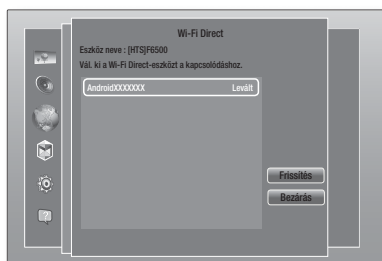 Wi-Fi Direct
Eszköz neve : [HTS]F6500
Vál. ki a Wi-Fi Direct-eszközt a kapcsolódáshoz.
AndroidXXXXXXX Levált
Frissítés
Bezárás